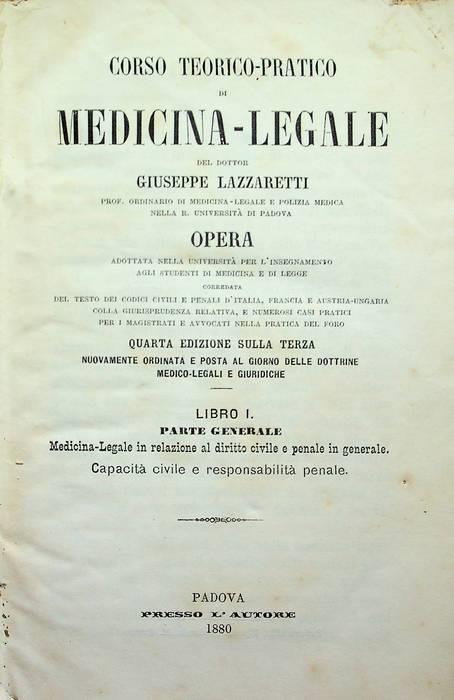 CORSO TEORICO-PRATICO
DI
MEDICINA-LEGALE
DEL DOTTOR
GIUSEPPE LAZZARETTI
PROF. ORDINARIO DI MEDICINA-LEGALE E POLIZIA MEDICA
NELLA R. UNIVERSITÀ DI PADOVA
OPERA
ADOTTATA NELLA UNIVERSITÀ PER L'INSEGNAMENTO
AGLI STUDENTI DI MEDICINA E DI LEGGE
CORREDATA
DEL TESTO DEI CODICI CIVILI E PENALI D'ITALIA, FRANCIA E AUSTRIA-UNGARIA
COLLA GIURISPRUDENZA RELATIVA, E NUMEROSI CASI PRATICI
PER I MAGISTRATI E AVVOCATI NELLA PRATICA DEL FORO
QUARTA EDIZIONE SULLA TERZA
NUOVAMENTE ORDINATA E POSTA AL GIORNO DELLE DOTTRINE
MEDICO-LEGALI E GIURIDICHE
LIBRO I.
PARTE GENERALE
Medicina-Legale in relazione al diritto civile e penale in generale.
Capacità civile e responsabilità penale.
PADOVA
PRESSO L'AUTORE
1880